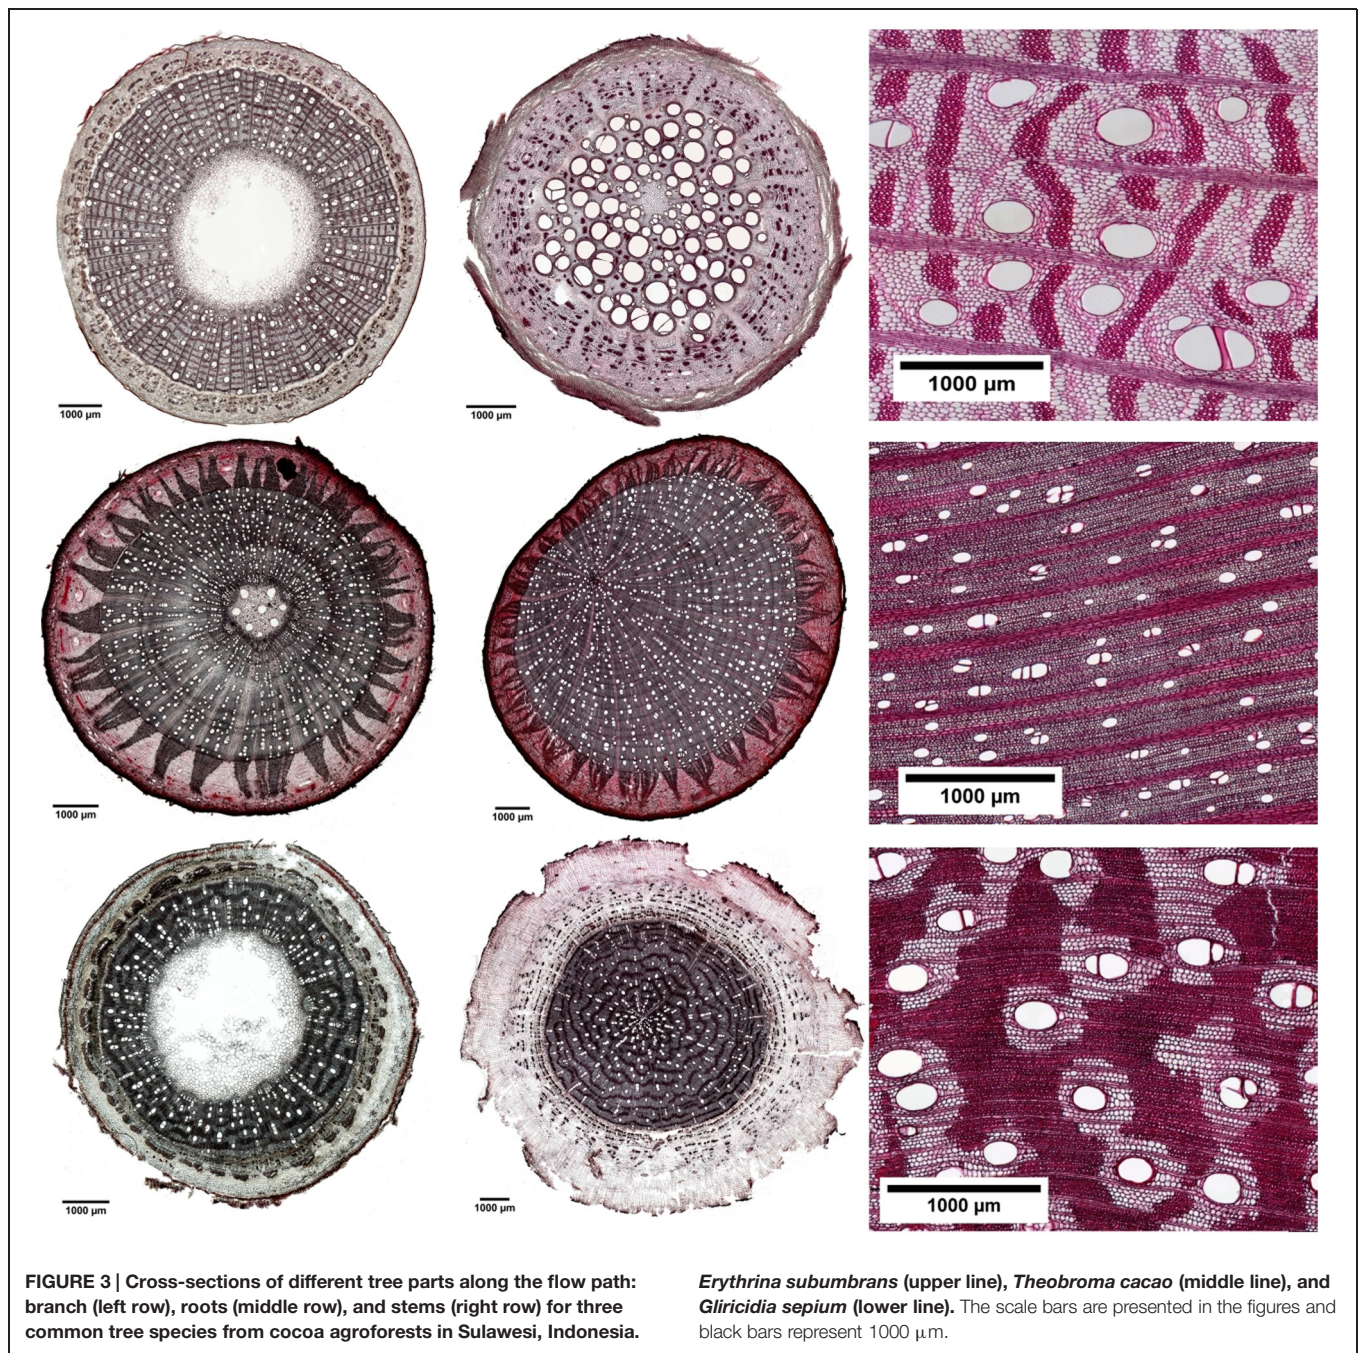 1000 µm
1000 µm
1000 µm
1000 µm
1000 µm
1000 µm
1000 µm
1000 µm
1000 µm
FIGURE 3 | Cross-sections of different tree parts along the flow path:
branch (left row), roots (middle row), and stems (right row) for three
common tree species from cocoa agroforests in Sulawesi, Indonesia.
Erythrina subumbrans (upper line), Theobroma cacao (middle line), and
Gliricidia sepium (lower line). The scale bars are presented in the figures and
black bars represent 1000 µm.